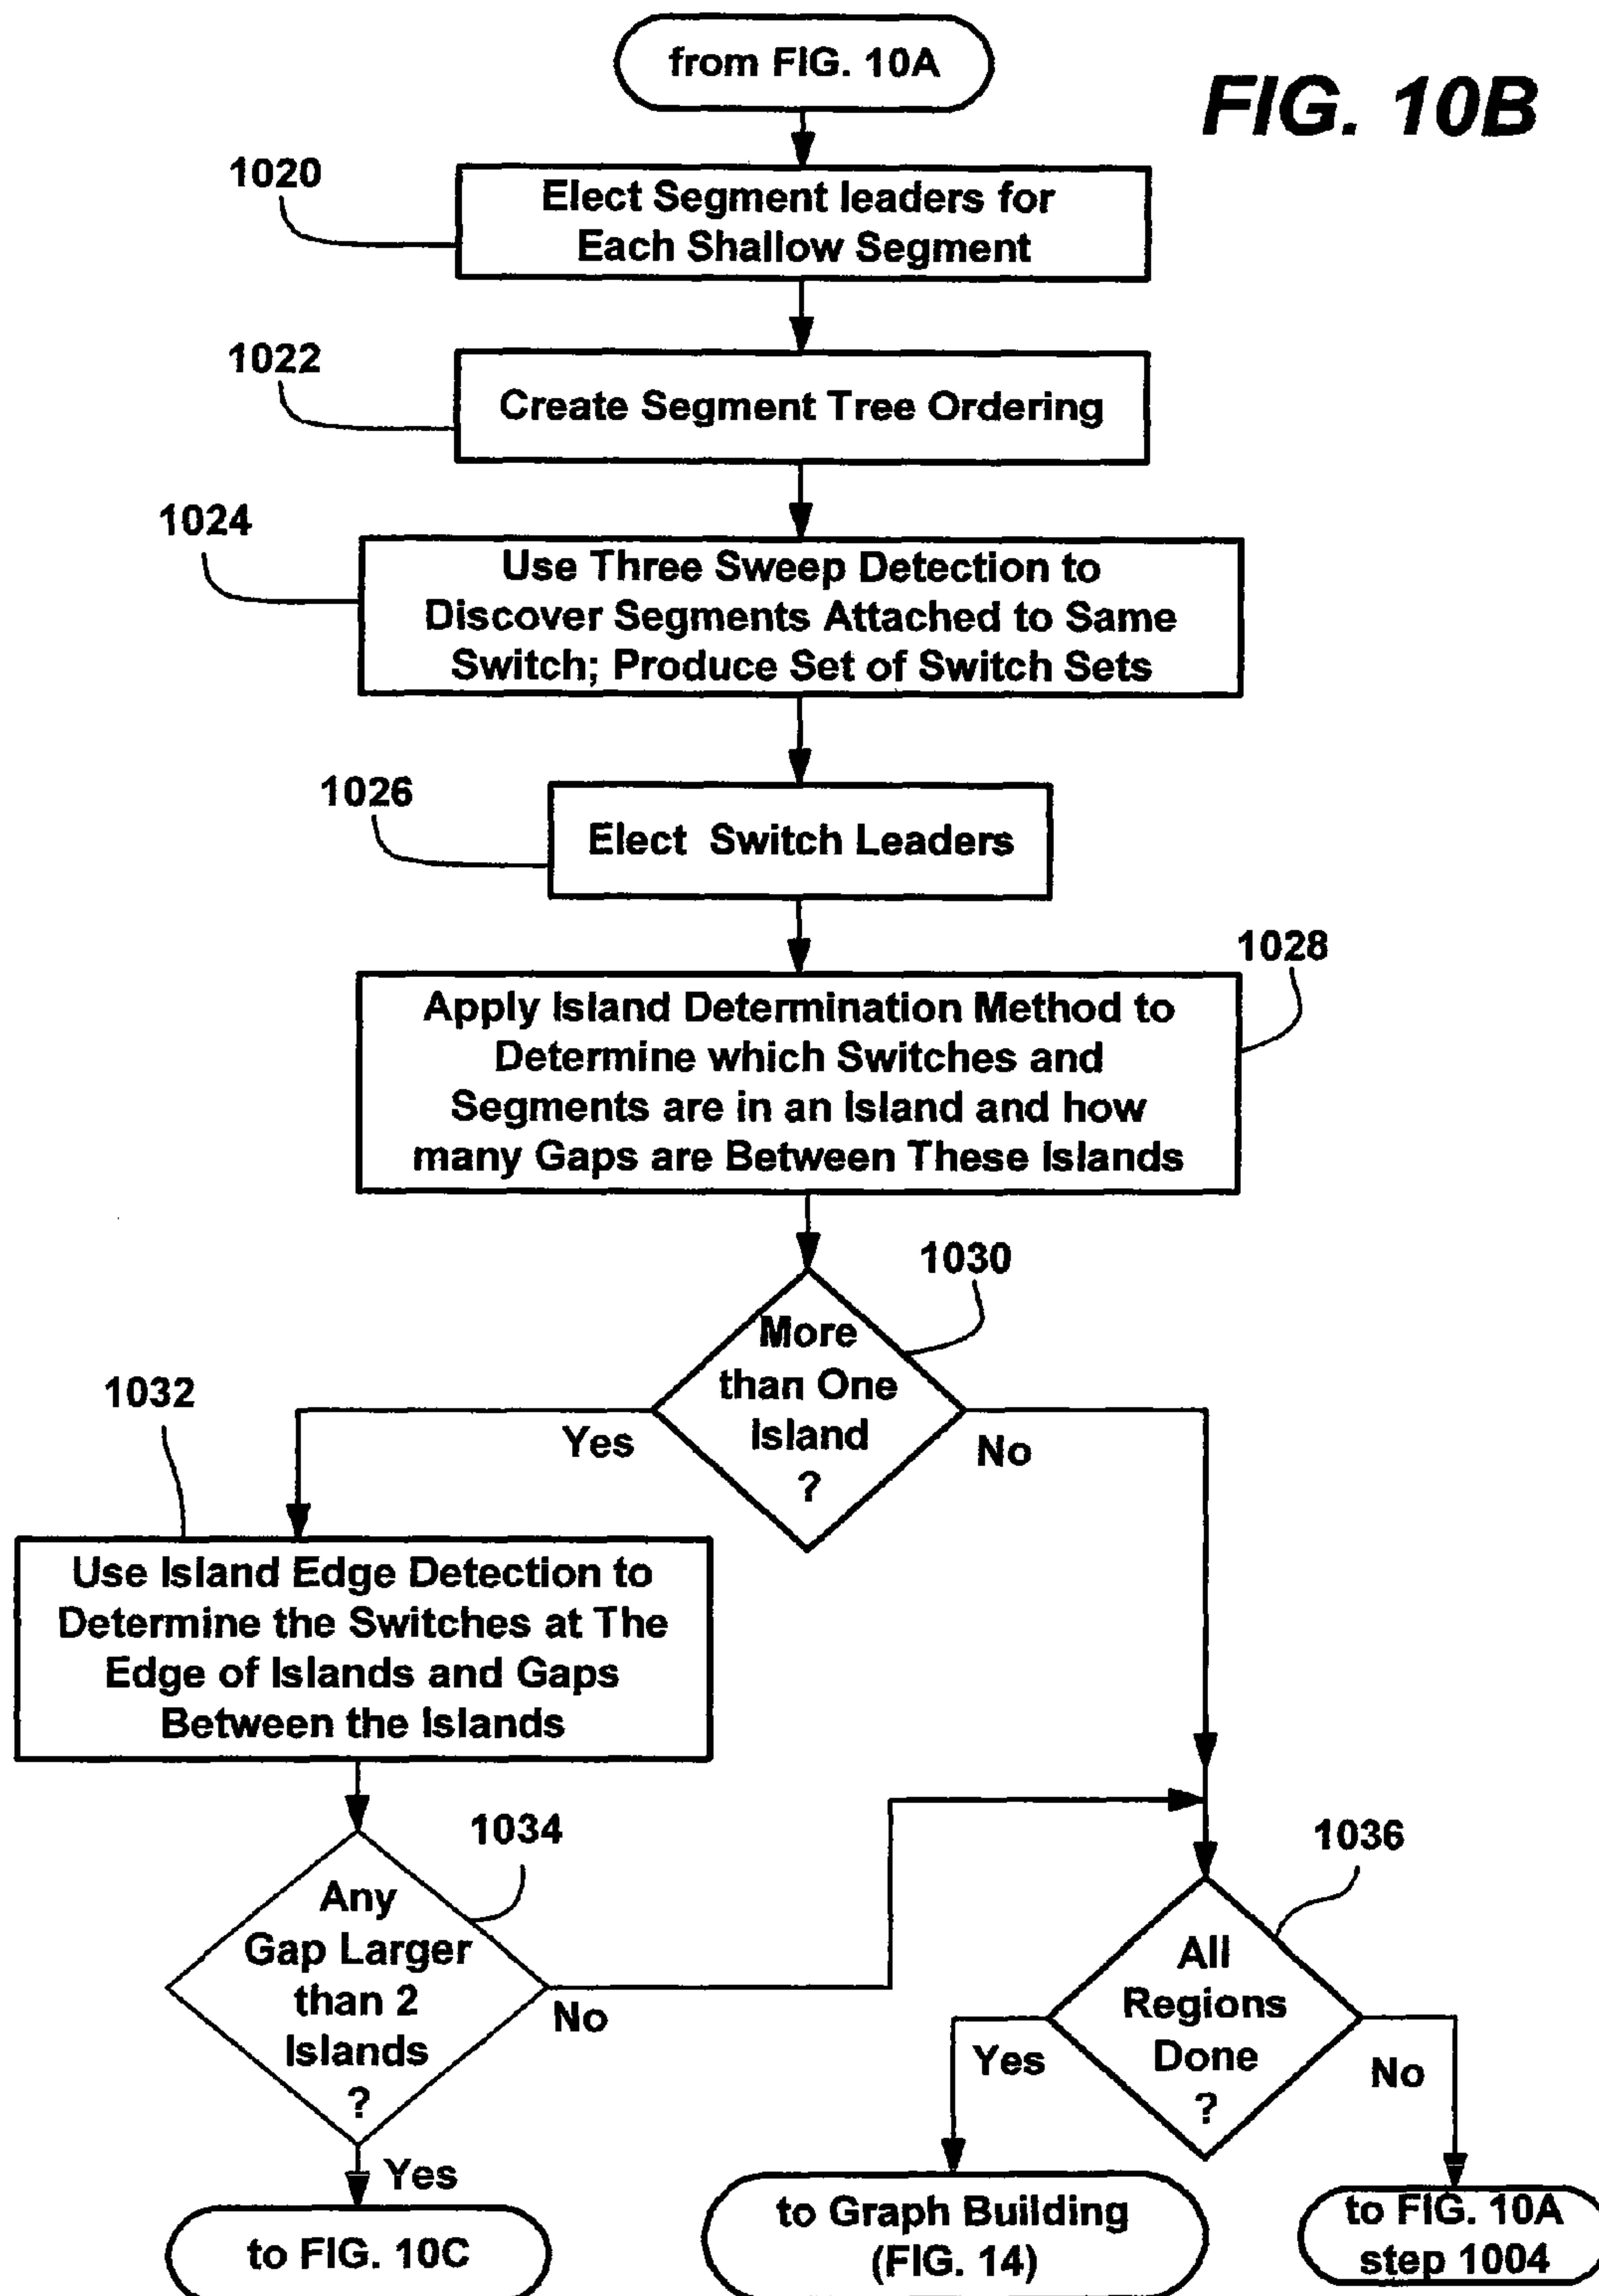 from FIG. 10A
FIG. 10B
1020
Elect Segment leaders for
Each Shallow Segment
1022
Create Segment Tree Ordering
1024
Use Three Sweep Detection to
Discover Segments Attached to Same
Switch; Produce Set of Switch Sets
1026
Elect Switch Leaders
1028
Apply Island Determination Method to
Determine which Switches and
Segments are in an Island and how
many Gaps are Between These Islands
1030
More
than One
Island
?
Yes
No
1032
Use Island Edge Detection to
Determine the Switches at The
Edge of Islands and Gaps
Between the Islands
1034
Any
Gap Larger
than 2
Islands
?
No
Yes
1036
All
Regions
Done
?
Yes
No
to FIG. 10C
to Graph Building
(FIG. 14)
to FIG. 10A
step 1004